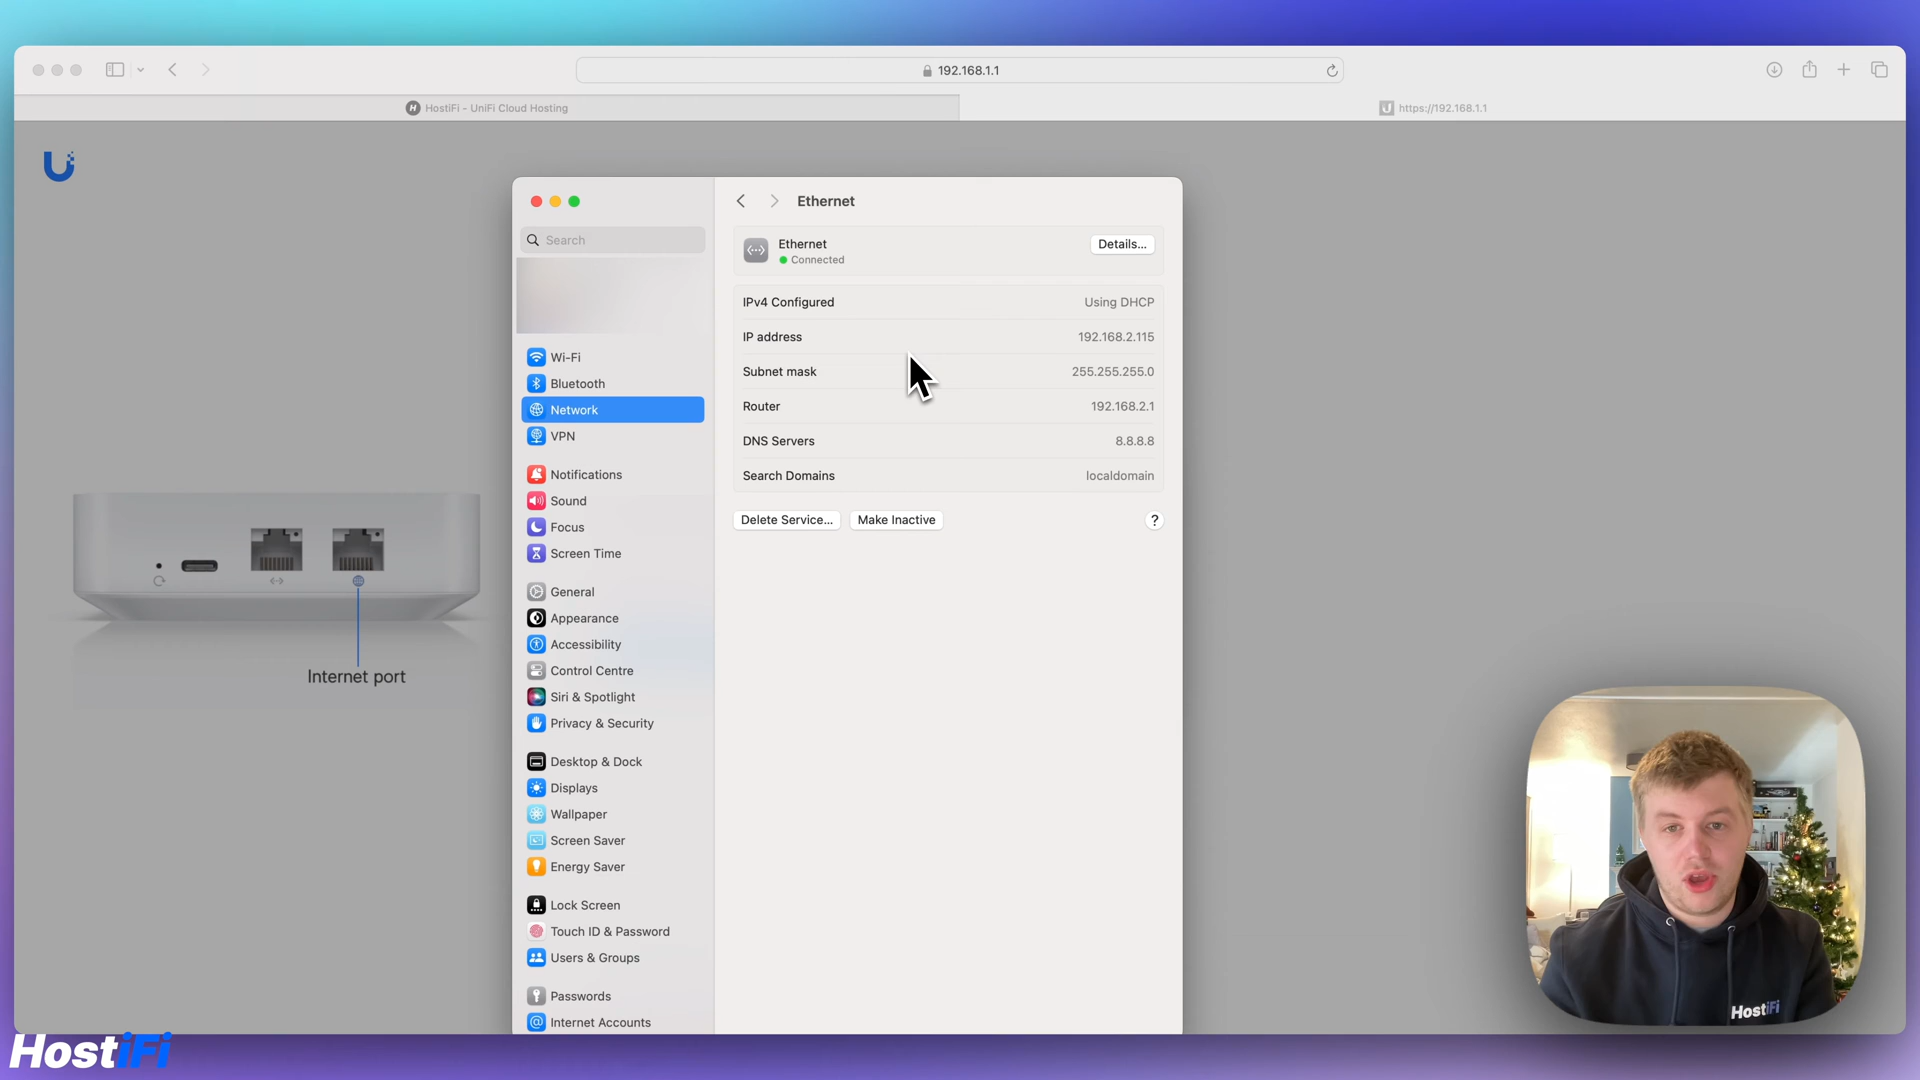 192.168.1.1
HostiFi - UniFi Cloud Hosting
https://192.168.1.1
Internet port
Search
Wi-Fi
Bluetooth
Network
VPN
Notifications
Sound
Focus
Screen Time
General
Appearance
Accessibility
Control Centre
Siri & Spotlight
Privacy & Security
Desktop & Dock
Displays
Wallpaper
Screen Saver
Energy Saver
Lock Screen
Touch ID & Password
Users & Groups
Passwords
Internet Accounts
Ethernet
Ethernet
Connected
Details...
IPv4 Configured Using DHCP
IP address 192.168.2.115
Subnet mask 255.255.255.0
Router 192.168.2.1
DNS Servers 8.8.8.8
Search Domains localdomain
Delete Service... Make Inactive ?
HostiFi
HostiFi